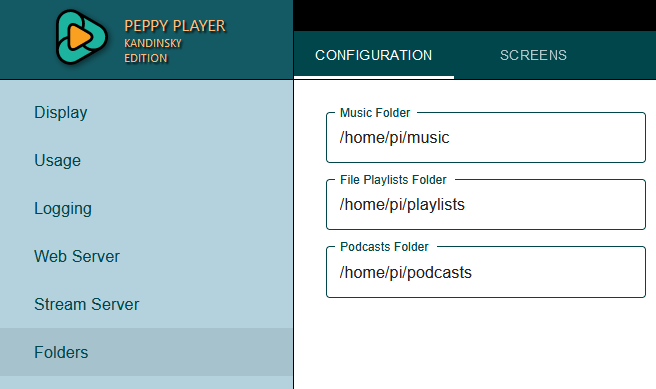 PEPPY PLAYER
KANDINSKY
EDITION
CONFIGURATION
SCREENS
Display
Usage
Logging
Web Server
Stream Server
Folders
Music Folder
/home/pi/music
File Playlists Folder
/home/pi/playlists
Podcasts Folder
/home/pi/podcasts